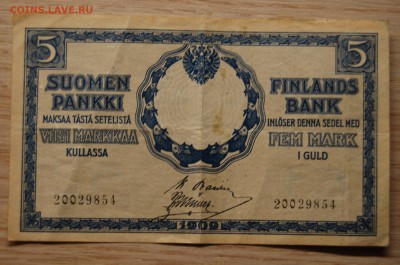 COINS.LAVE.RU
5
5
SUOMEN
PANKKI
MAKSAA TÄSTÄ SETELISTÄ
VIISI MARKKAA
KULLASSA
FINLANDS
BANK
INLÖSER DENNA SEDEL MED
FEM MARK
I GULD
20029854
20029854
1909